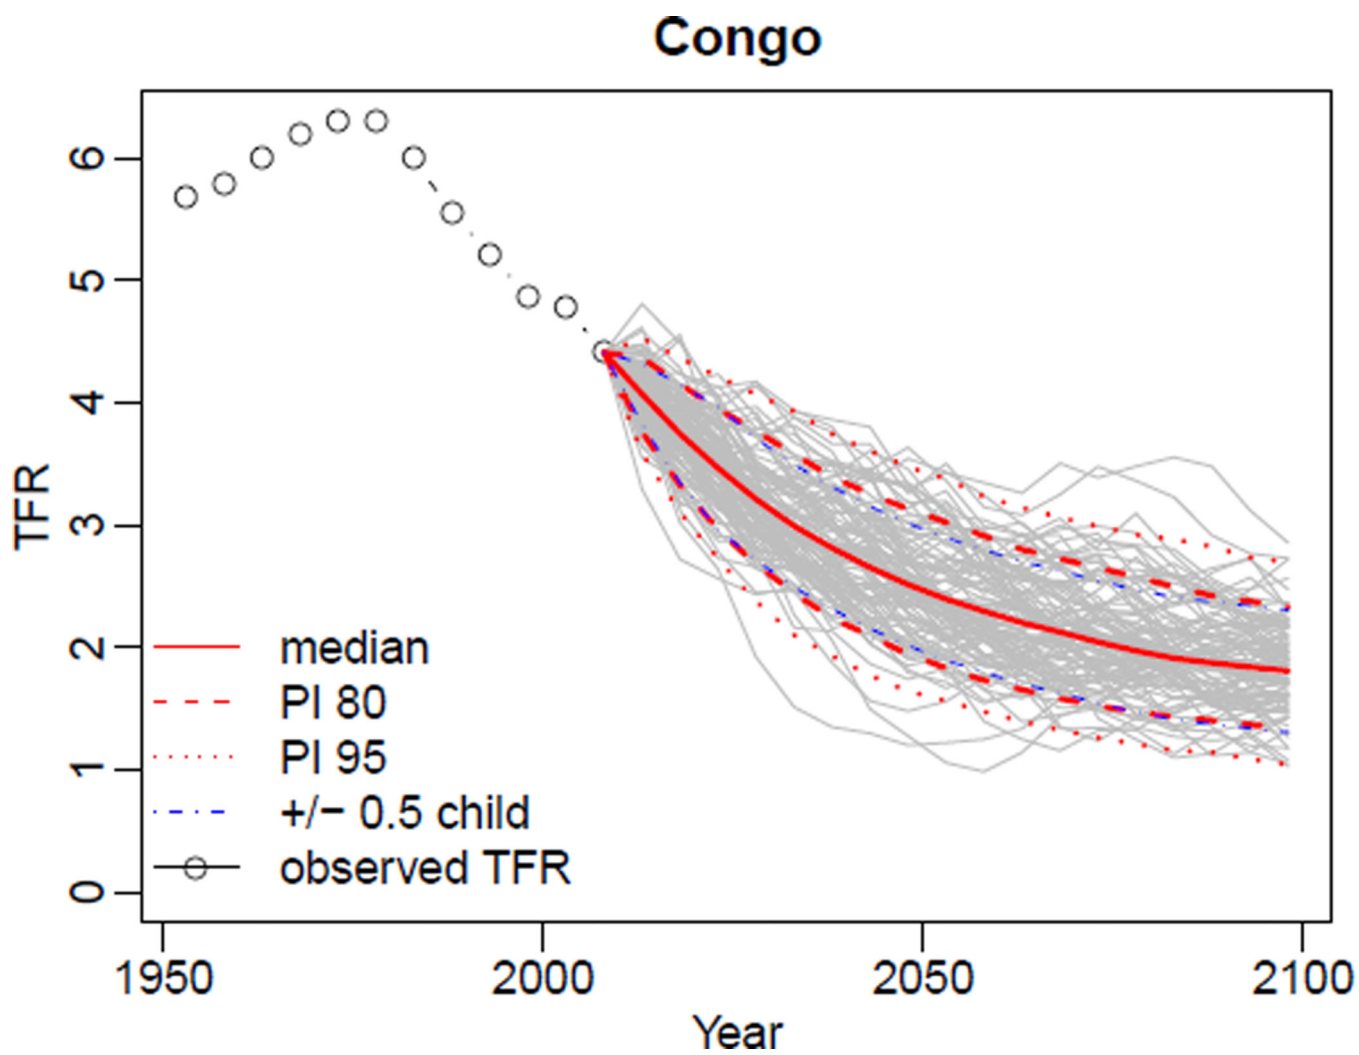 Congo
6
5
4
3
2
1
0
TFR
median
PI 80
PI 95
+/− 0.5 child
observed TFR
1950 2000 2050 2100
Year